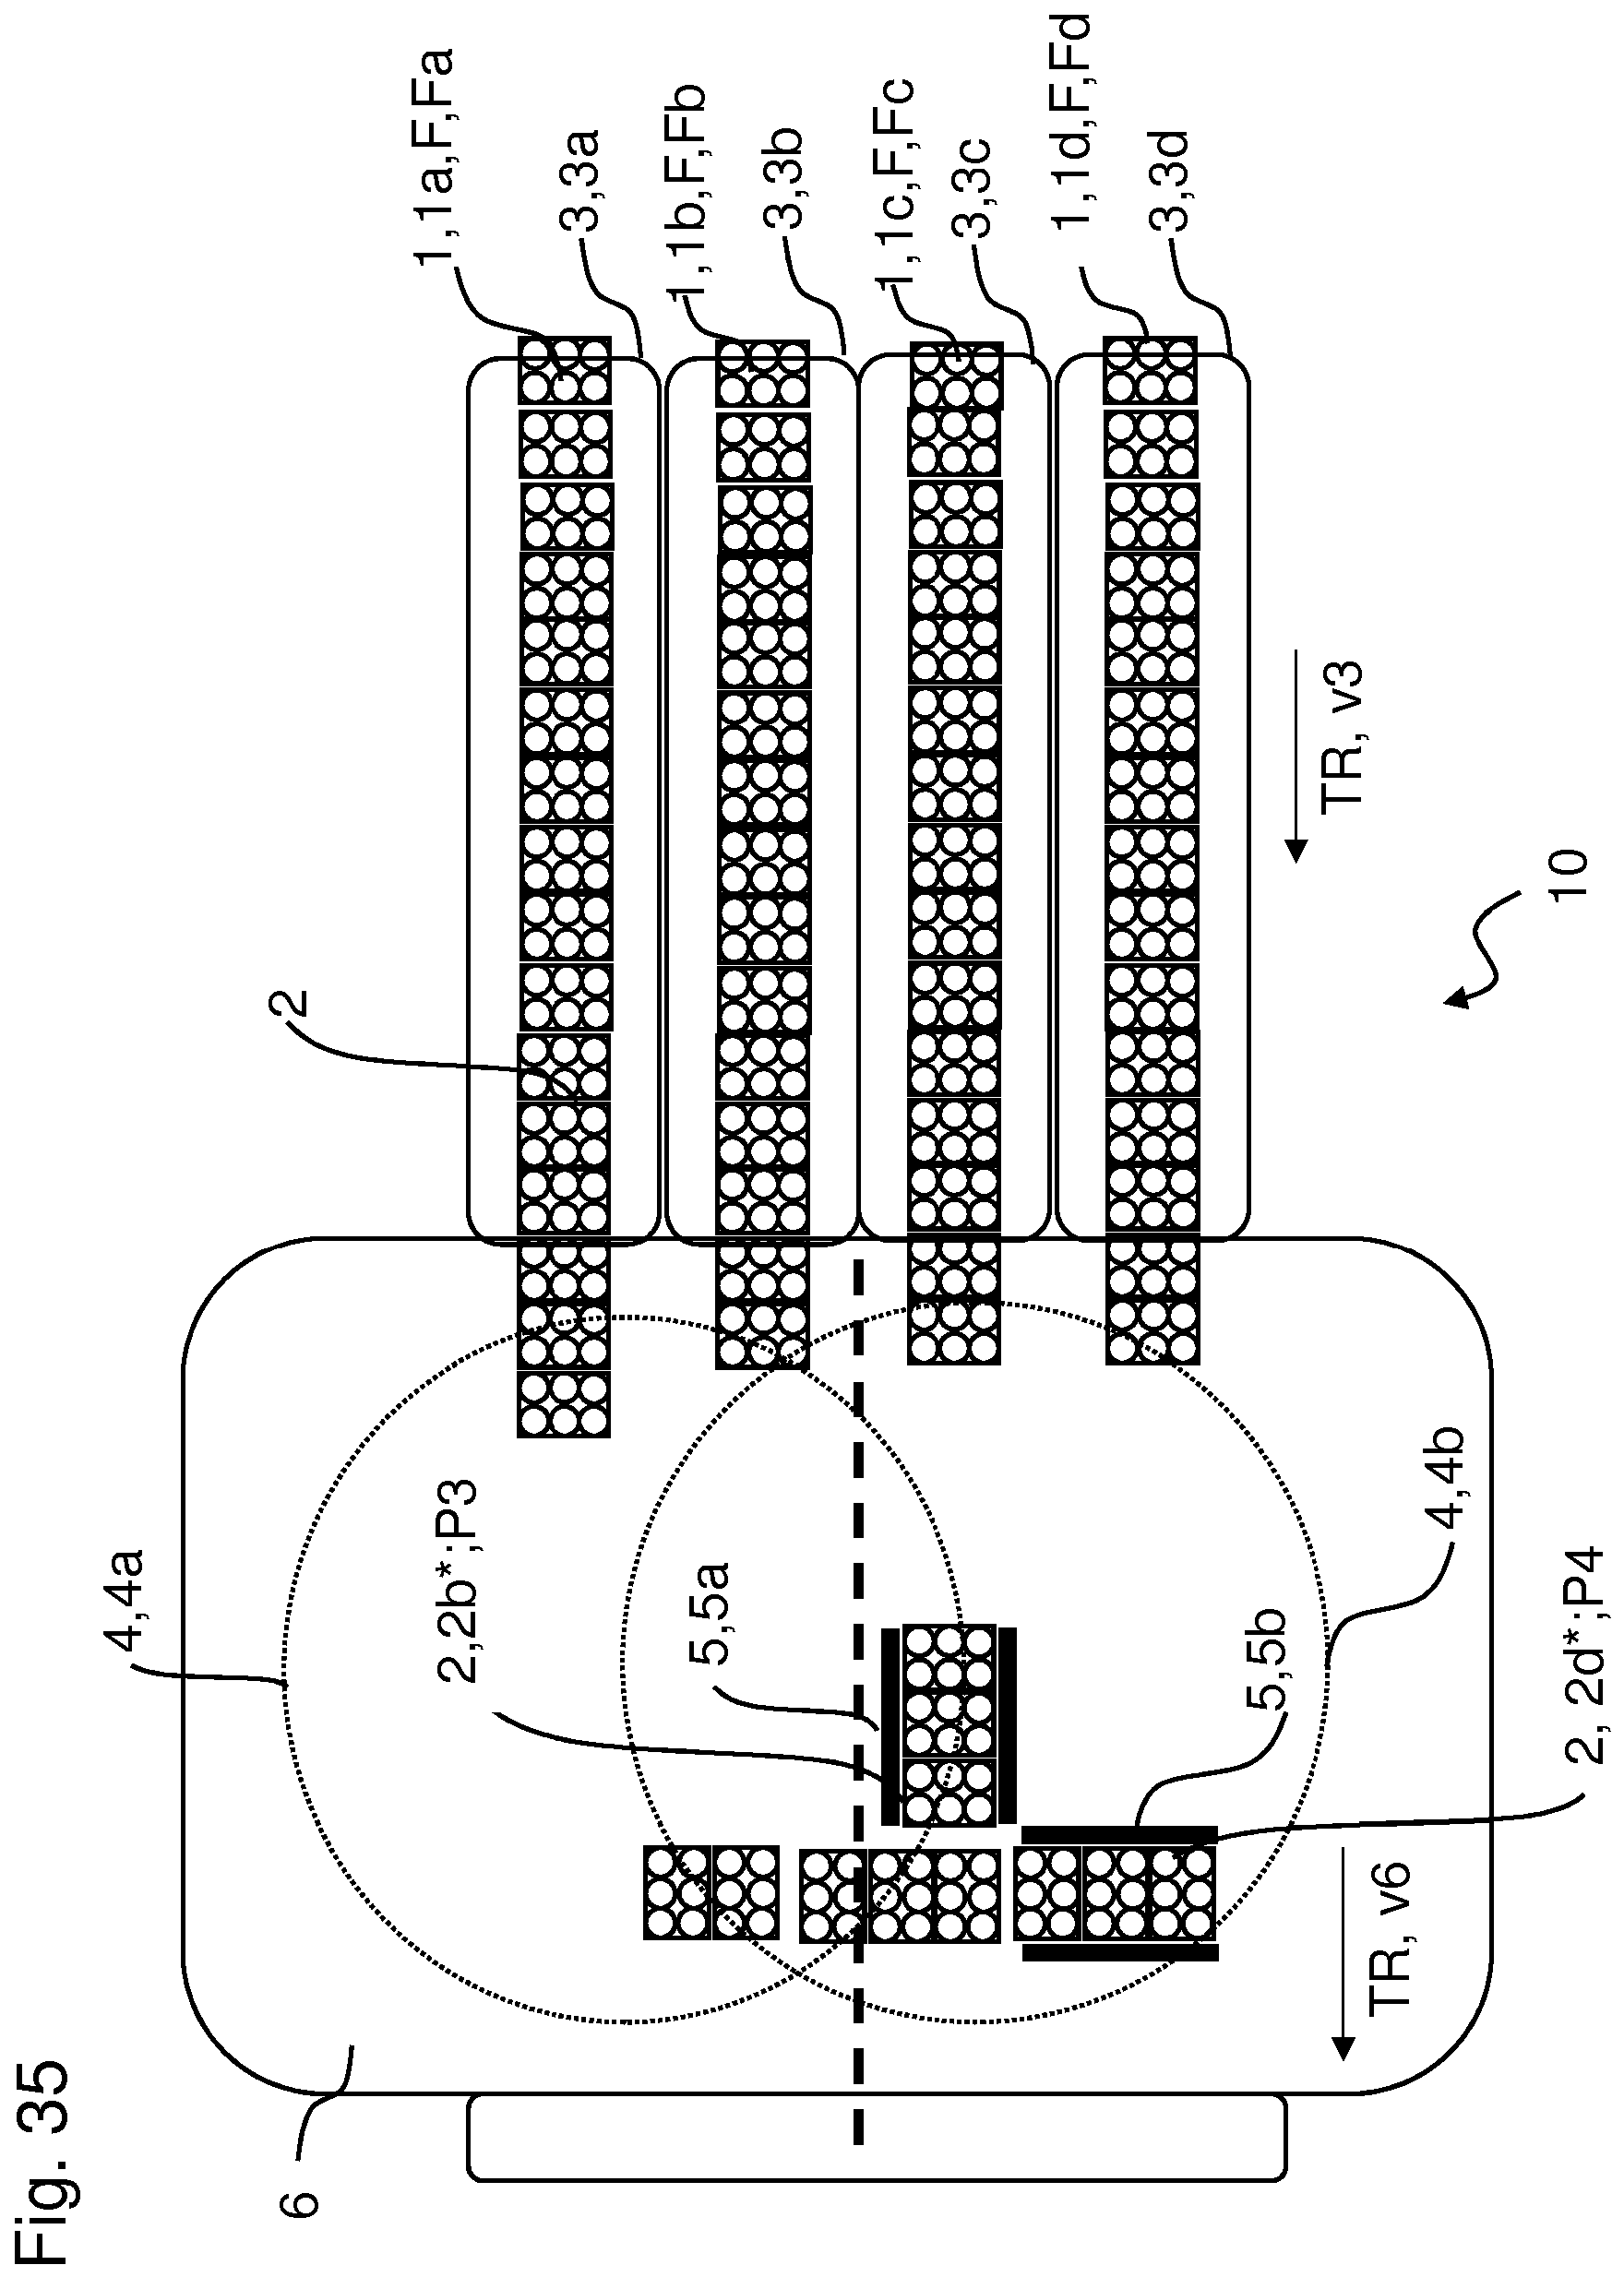 Fig. 35
6
4,4a
2,2b*;P3
5,5a
5,5b
4,4b
2, 2d*;P4
TR, v6
2
1,1a,F,Fa
3,3a
1,1b,F,Fb
3,3b
1,1c,F,Fc
3,3c
1,1d,F,Fd
3,3d
TR, v3
10